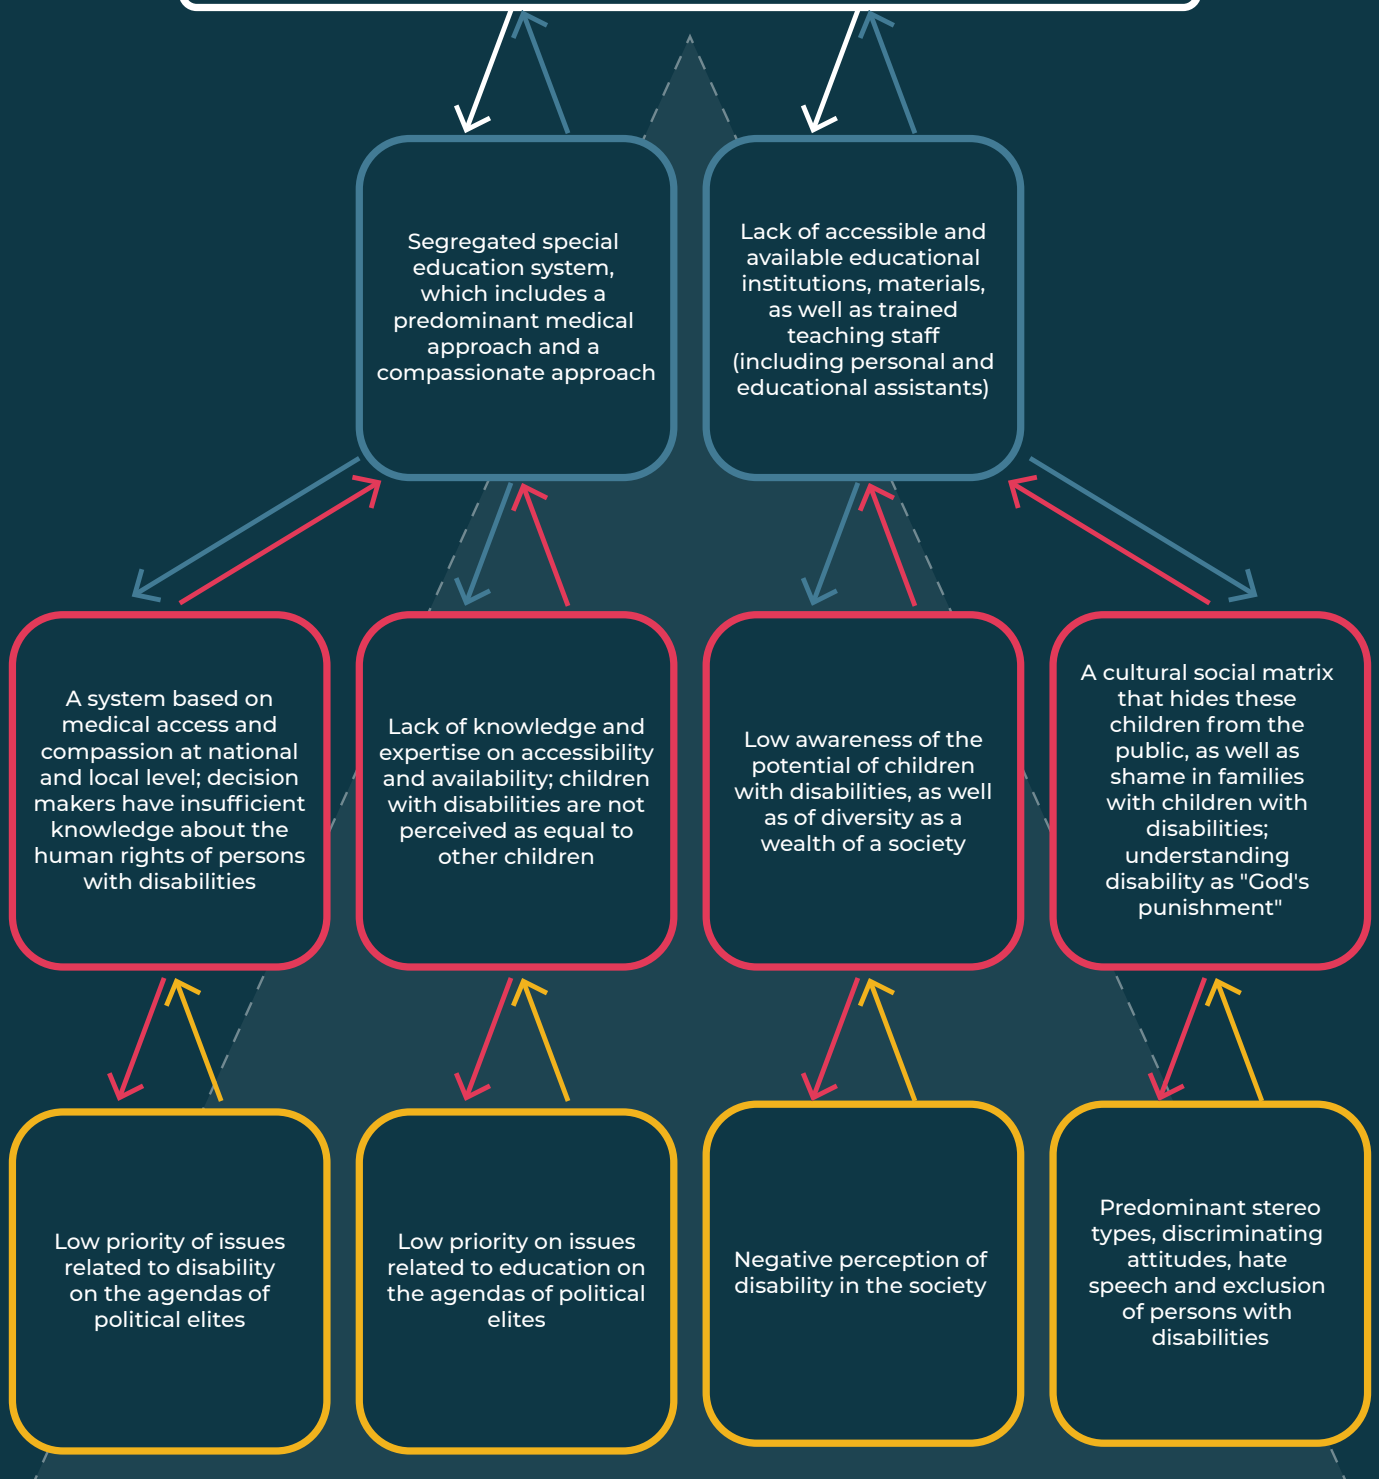 Segregated special
education system,
which includes a
predominant medical
approach and a
compassionate approach
Lack of accessible and
available educational
institutions, materials,
as well as trained
teaching staff
(including personal and
educational assistants)
A system based on
medical access and
compassion at national
and local level; decision
makers have insufficient
knowledge about the
human rights of persons
with disabilities
Lack of knowledge and
expertise on accessibility
and availability; children
with disabilities are not
perceived as equal to
other children
Low awareness of the
potential of children
with disabilities, as well
as of diversity as a
wealth of a society
A cultural social matrix
that hides these
children from the
public, as well as
shame in families
with children with
disabilities;
understanding
disability as "God's
punishment"
Low priority of issues
related to disability
on the agendas of
political elites
Low priority on issues
related to education on
the agendas of political
elites
Negative perception of
disability in the society
Predominant stereo
types, discriminating
attitudes, hate
speech and exclusion
of persons with
disabilities